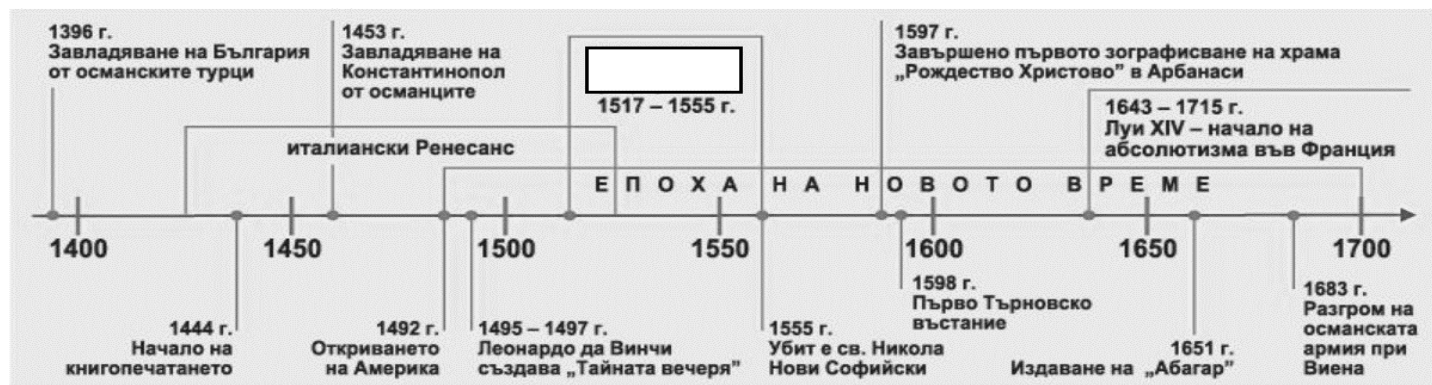 1396 г.
Завладяване на България
от османските турци
1453 г.
Завладяване на
Константинопол
от османците
1517 – 1555 г.
1597 г.
Завършено първото зографисване на храма
„Рождество Христово” в Арбанаси
1643 – 1715 г.
Луи XIV – начало на
абсолютизма във Франция
италиански Ренесанс
ЕПОХА НА НОВОТО ВРЕМЕ
1400
1450
1500
1550
1600
1650
1700
1444 г.
Начало на
книгопечатането
1492 г.
Откриването
на Америка
1495 – 1497 г.
Леонардо да Винчи
създава „Тайната вечеря”
1555 г.
Убит е св. Никола
Нови Софийски
1598 г.
Първо Търновско
въстание
1651 г.
Издаване на „Абагар”
1683 г.
Разгром на
османската
армия при
Виена